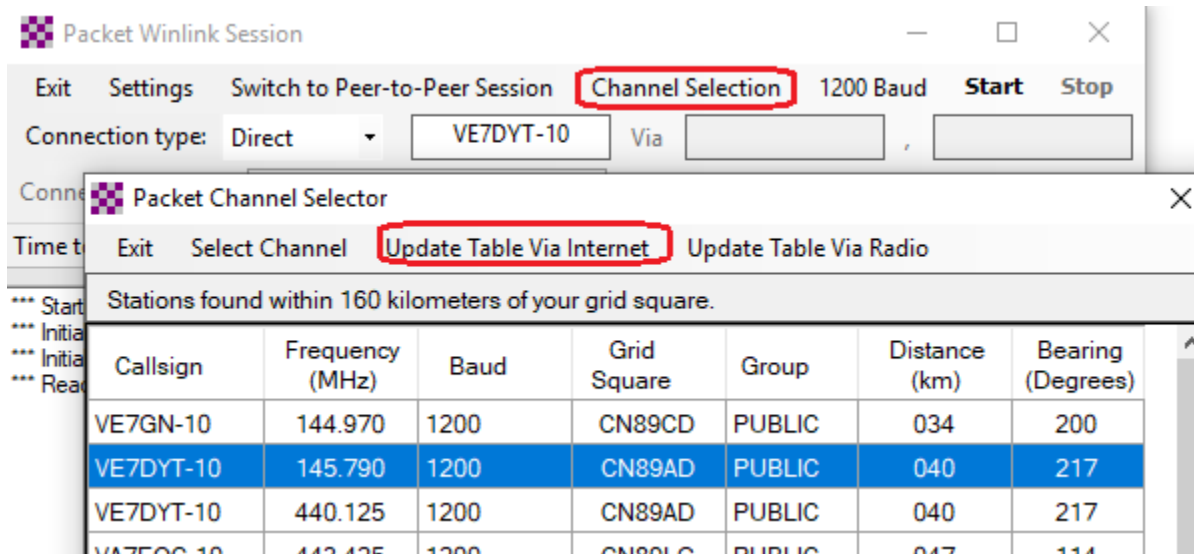 Packet Winlink Session
Exit Settings Switch to Peer-to-Peer Session Channel Selection 1200 Baud Start Stop
Connection type: Direct VE7DYT-10 Via ,
Packet Channel Selector
Exit Select Channel Update Table Via Internet Update Table Via Radio
Stations found within 160 kilometers of your grid square.
*** Start
*** Initia
*** Initia
*** Read
Callsign Frequency (MHz) Baud Grid Square Group Distance (km) Bearing (Degrees)
VE7GN-10 144.970 1200 CN89CD PUBLIC 034 200
VE7DYT-10 145.790 1200 CN89AD PUBLIC 040 217
VE7DYT-10 440.125 1200 CN89AD PUBLIC 040 217